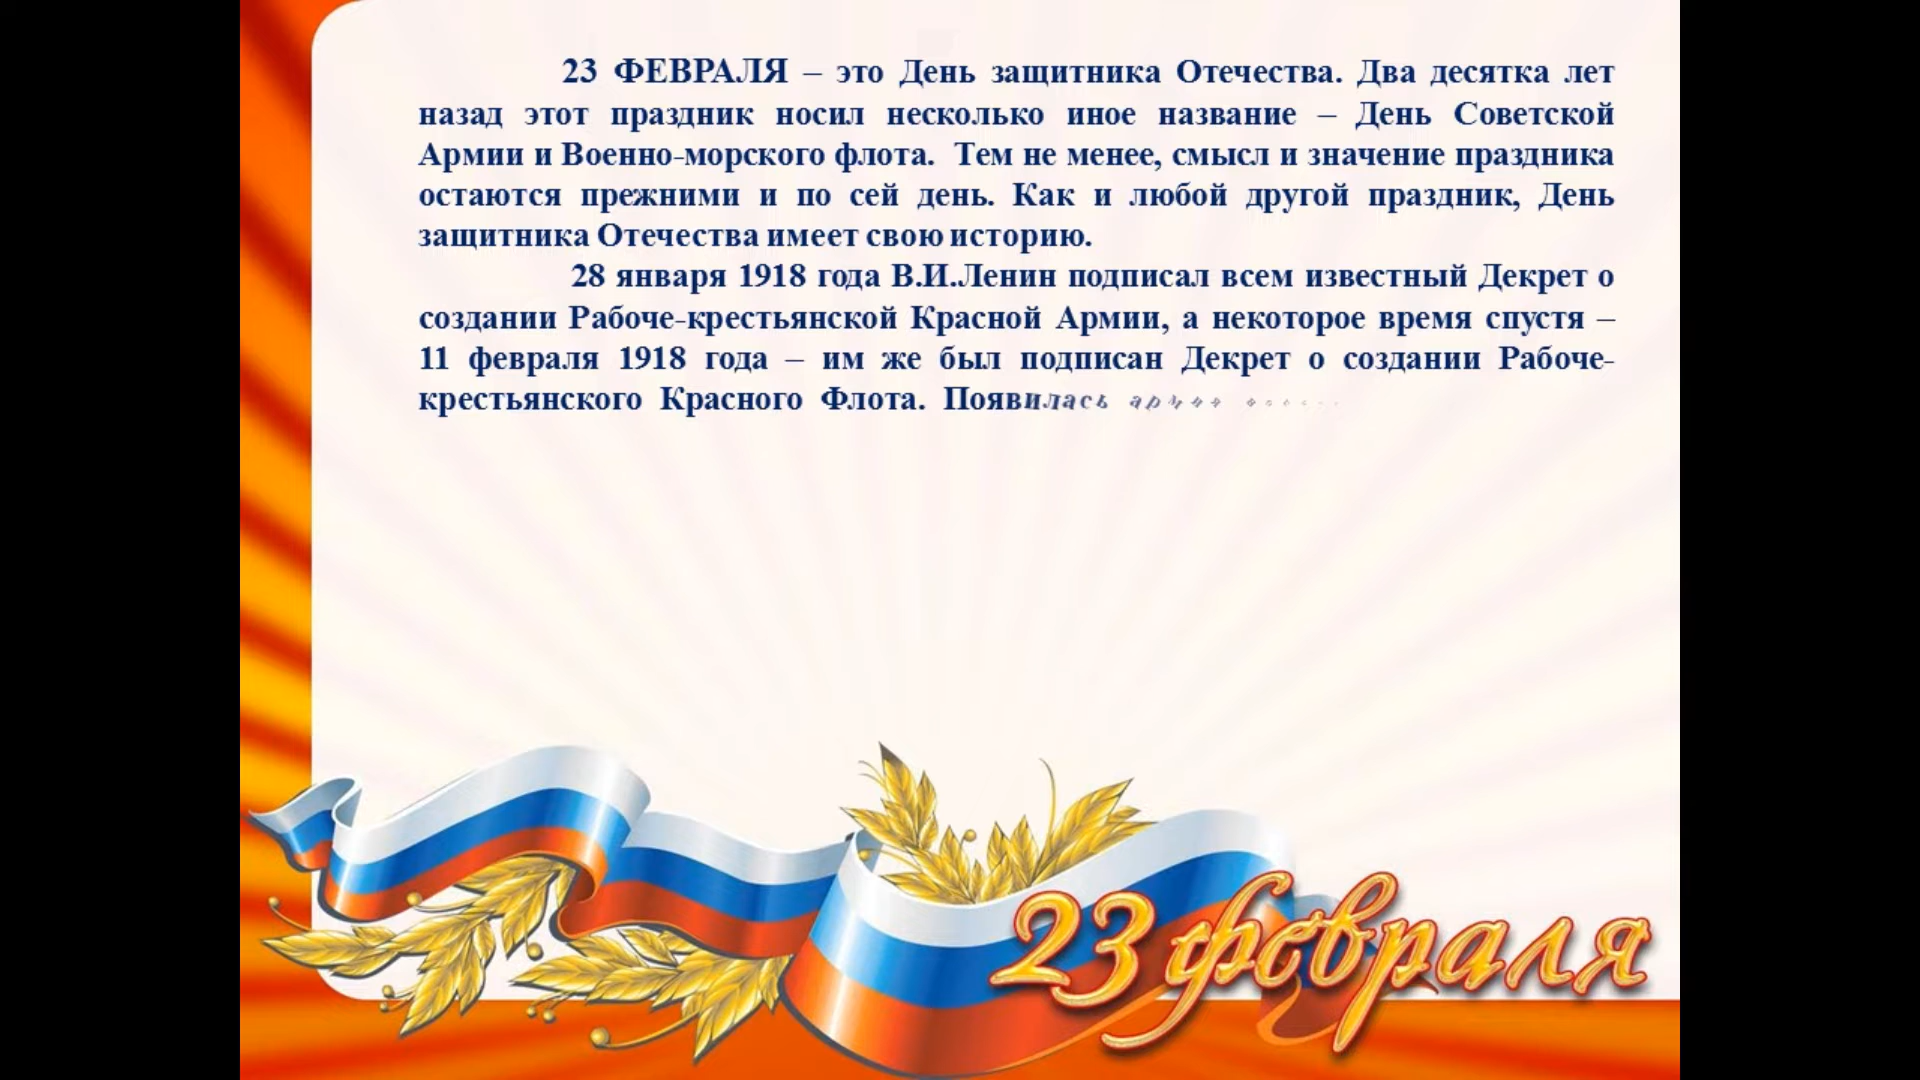 23 ФЕВРАЛЯ – это День защитника Отечества. Два десятка лет
назад этот праздник носил несколько иное название – День Советской
Армии и Военно-морского флота. Тем не менее, смысл и значение праздника
остаются прежними и по сей день. Как и любой другой праздник, День
защитника Отечества имеет свою историю.
28 января 1918 года В.И.Ленин подписал всем известный Декрет о
создании Рабоче-крестьянской Красной Армии, а некоторое время спустя –
11 февраля 1918 года – им же был подписан Декрет о создании Рабоче-
крестьянского Красного Флота. Появилась армия
23 февраля